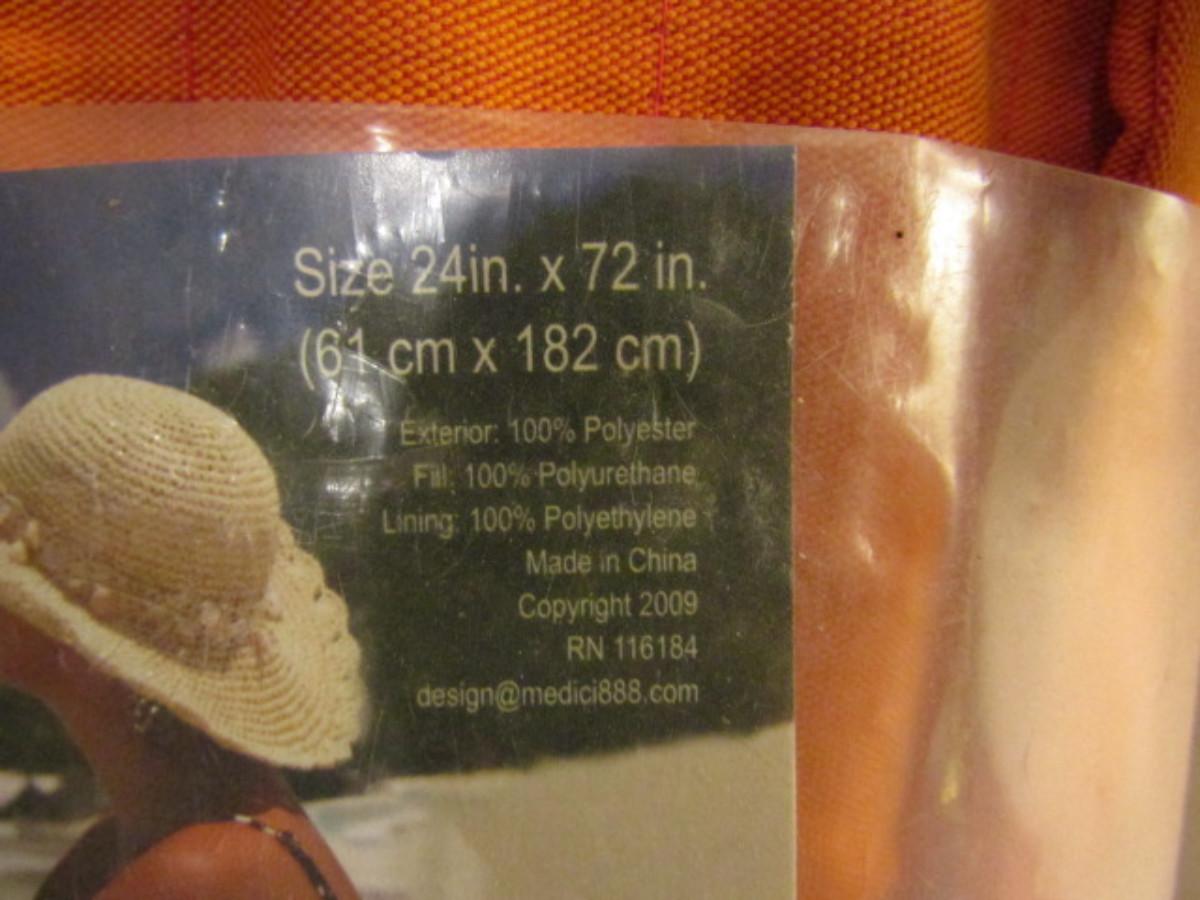 Size 24in. x 72 in.
(61 cm x 182 cm)
Exterior: 100% Polyester
Fill: 100% Polyurethane
Lining: 100% Polyethylene
Made in China
Copyright 2009
RN 116184
design@medici888.com